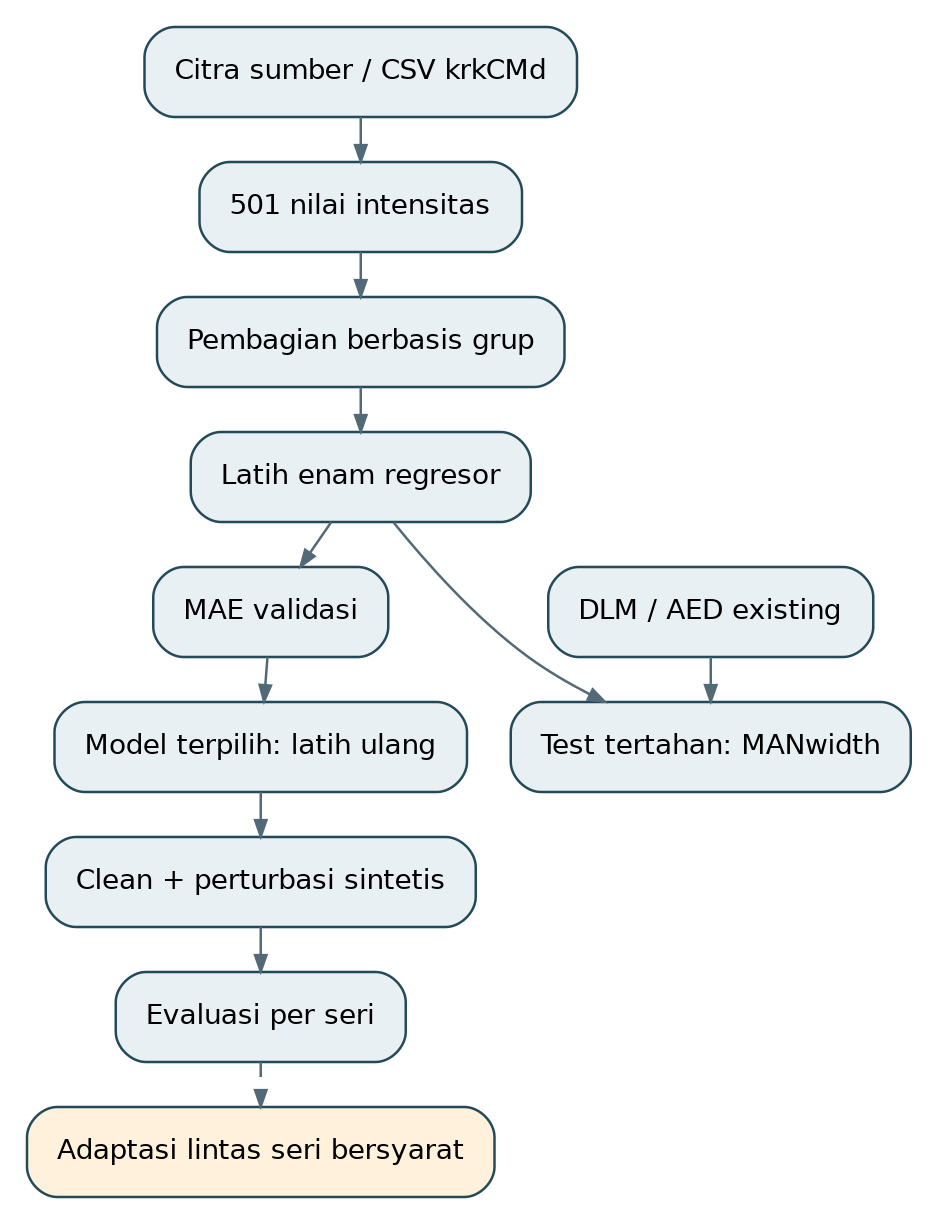 Citra sumber / CSV krkCMd
501 nilai intensitas
Pembagian berbasis grup
Latih enam regresor
MAE validasi
DLM / AED existing
Model terpilih: latih ulang
Test tertahan: MANwidth
Clean + perturbasi sintetis
Evaluasi per seri
Adaptasi lintas seri bersyarat